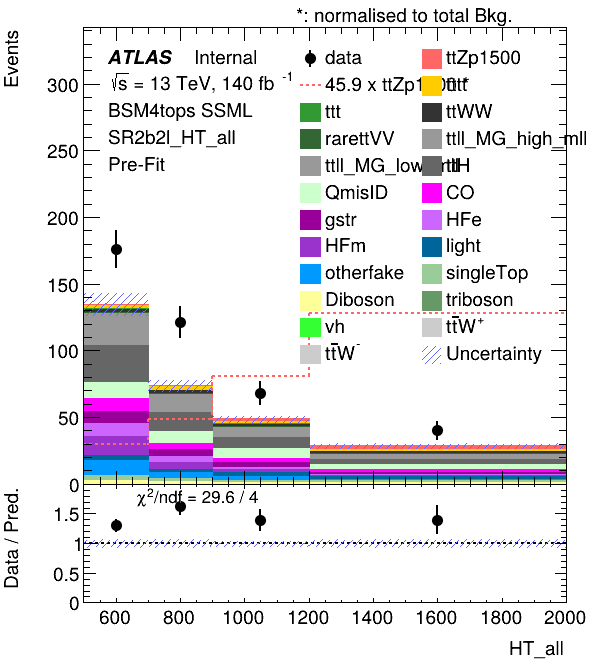 *: normalised to total Bkg.
Events
ATLAS Internal
√s = 13 TeV, 140 fb⁻¹
BSM4tops SSML
SR2b2l_HT_all
Pre-Fit
data
ttZp1500
45.9 x ttZp1500 *
tttt
ttt
ttWW
rarettVV
ttll_MG_high_mll
ttll_MG_low_mll
ttH
QmisID
CO
gstr
HFe
HFm
light
otherfake
singleTop
Diboson
triboson
vh
tt̄W⁺
tt̄W⁻
Uncertainty
300
250
200
150
100
50
0
χ²/ndf = 29.6 / 4
Data / Pred.
1.5
1
0.5
0
600 800 1000 1200 1400 1600 1800 2000
HT_all